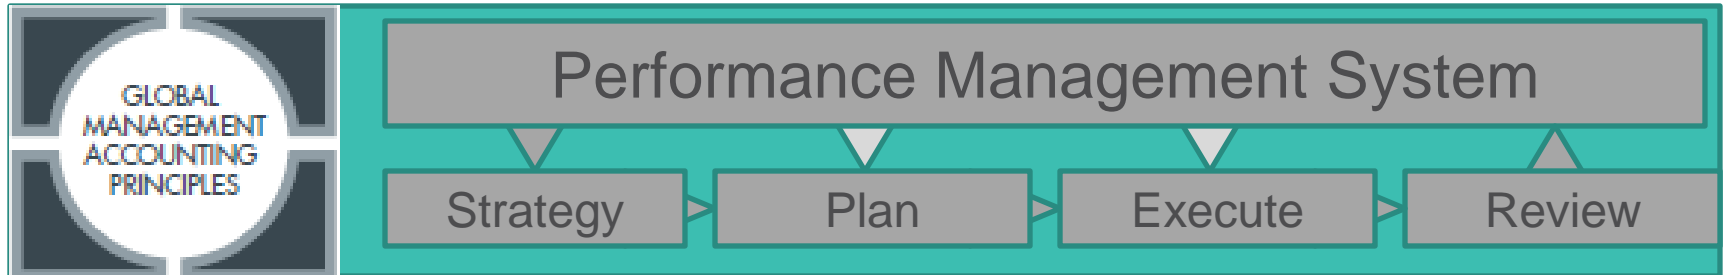 GLOBAL
MANAGEMENT
ACCOUNTING
PRINCIPLES
Performance Management System
Strategy
Plan
Execute
Review